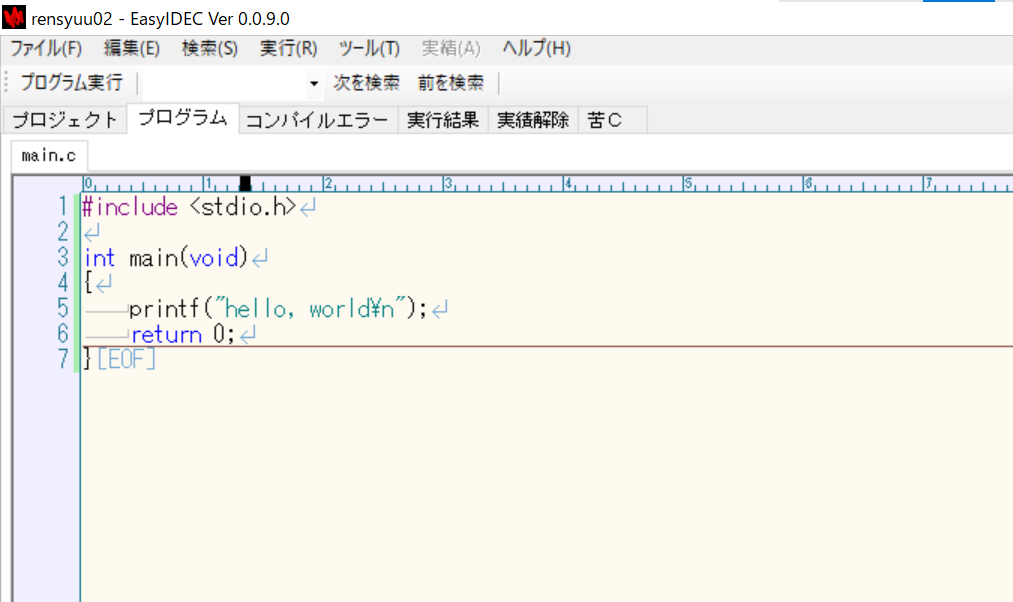 rensyuu02 - EasyIDEC Ver 0.0.9.0
ファイル(F) 編集(E) 検索(S) 実行(R) ツール(T) 実績(A) ヘルプ(H)
プログラム実行 次を検索 前を検索
プロジェクト プログラム コンパイルエラー 実行結果 実績解除 苦C
main.c
0 1 2 3 4 5 6 7
1 #include <stdio.h>
2
3 int main(void)
4 {
5 printf("hello, world¥n");
6 return 0;
7 }[EOF]